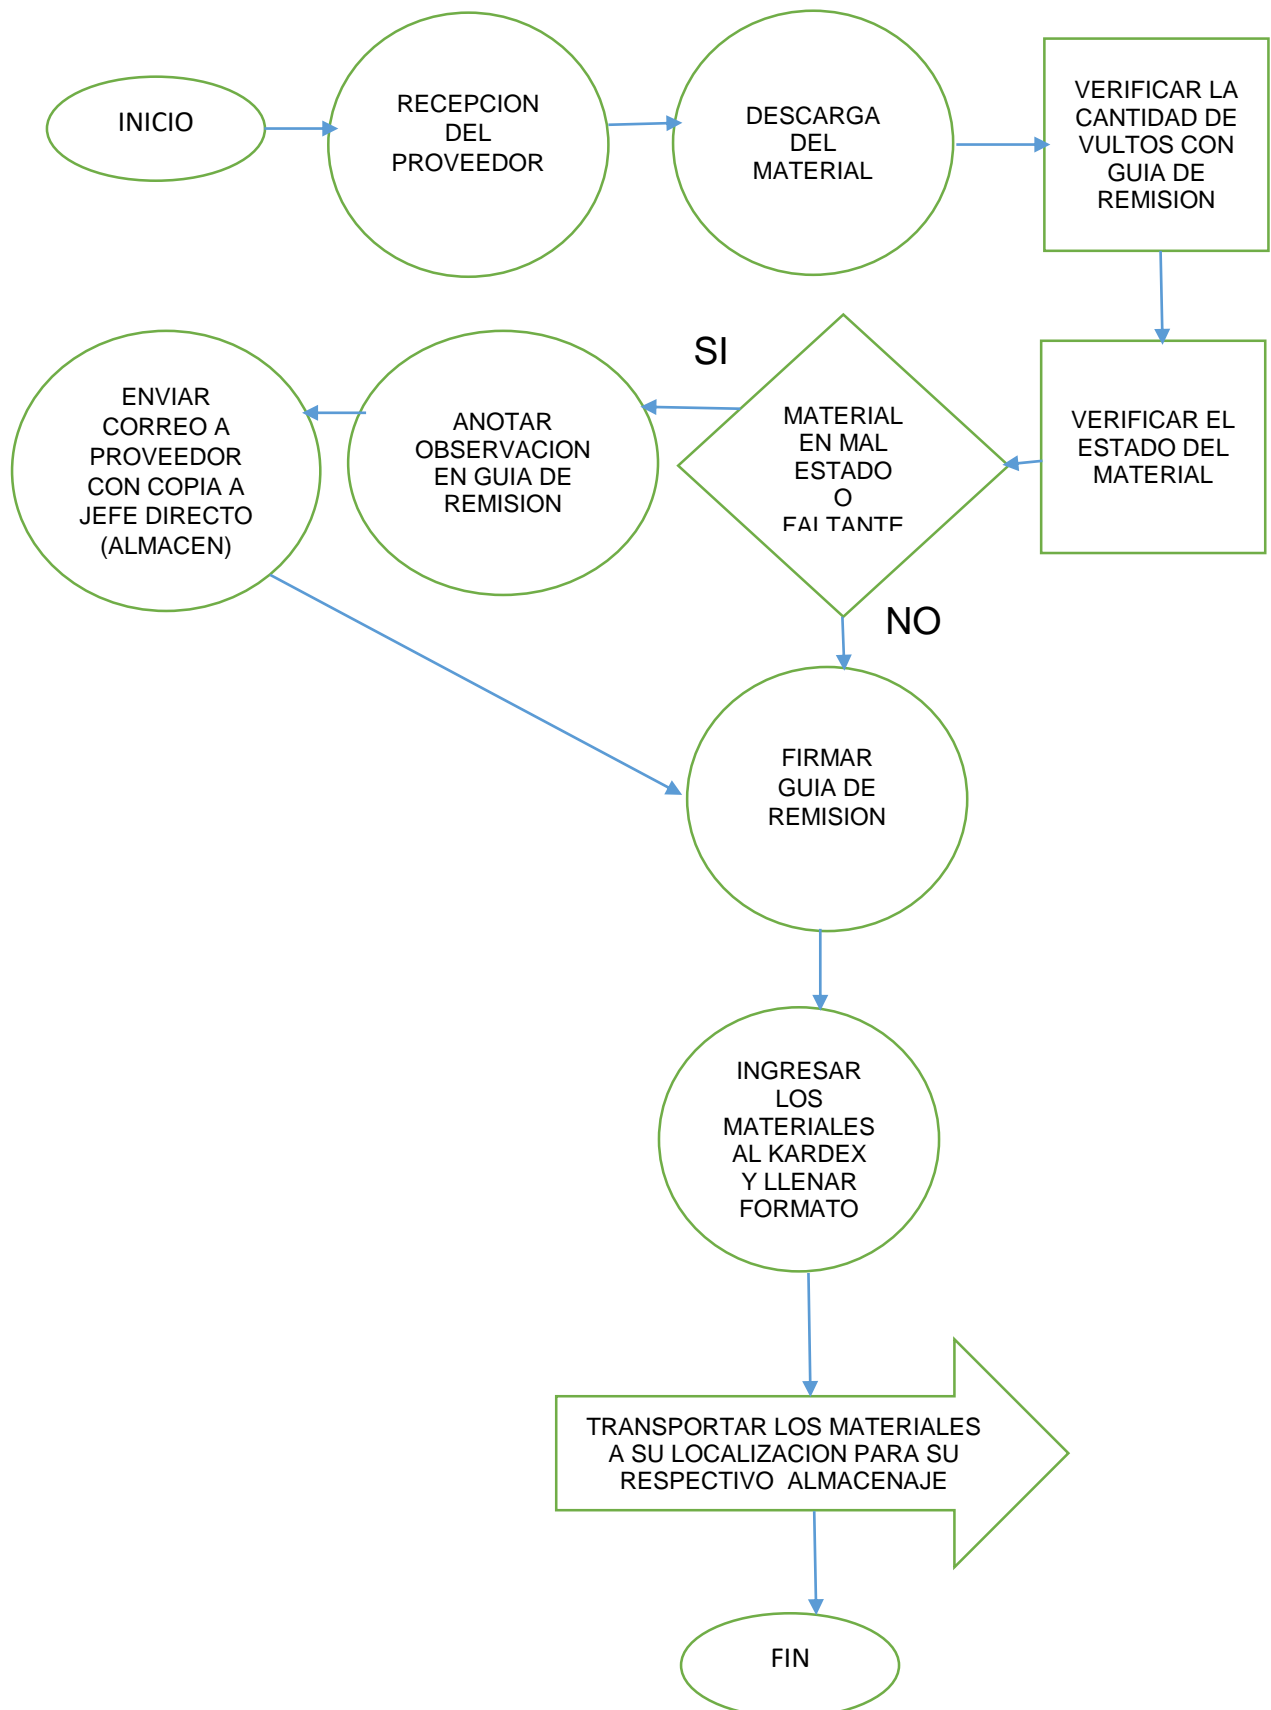 INICIO
RECEPCION
DEL
PROVEEDOR
DESCARGA
DEL
MATERIAL
VERIFICAR LA
CANTIDAD DE
VULTOS CON
GUIA DE
REMISION
VERIFICAR EL
ESTADO DEL
MATERIAL
MATERIAL
EN MAL
ESTADO
O
FALTANTE
SI
ANOTAR
OBSERVACION
EN GUIA DE
REMISION
ENVIAR
CORREO A
PROVEEDOR
CON COPIA A
JEFE DIRECTO
(ALMACEN)
NO
FIRMAR
GUIA DE
REMISION
INGRESAR
LOS
MATERIALES
AL KARDEX
Y LLENAR
FORMATO
TRANSPORTAR LOS MATERIALES
A SU LOCALIZACION PARA SU
RESPECTIVO ALMACENAJE
FIN